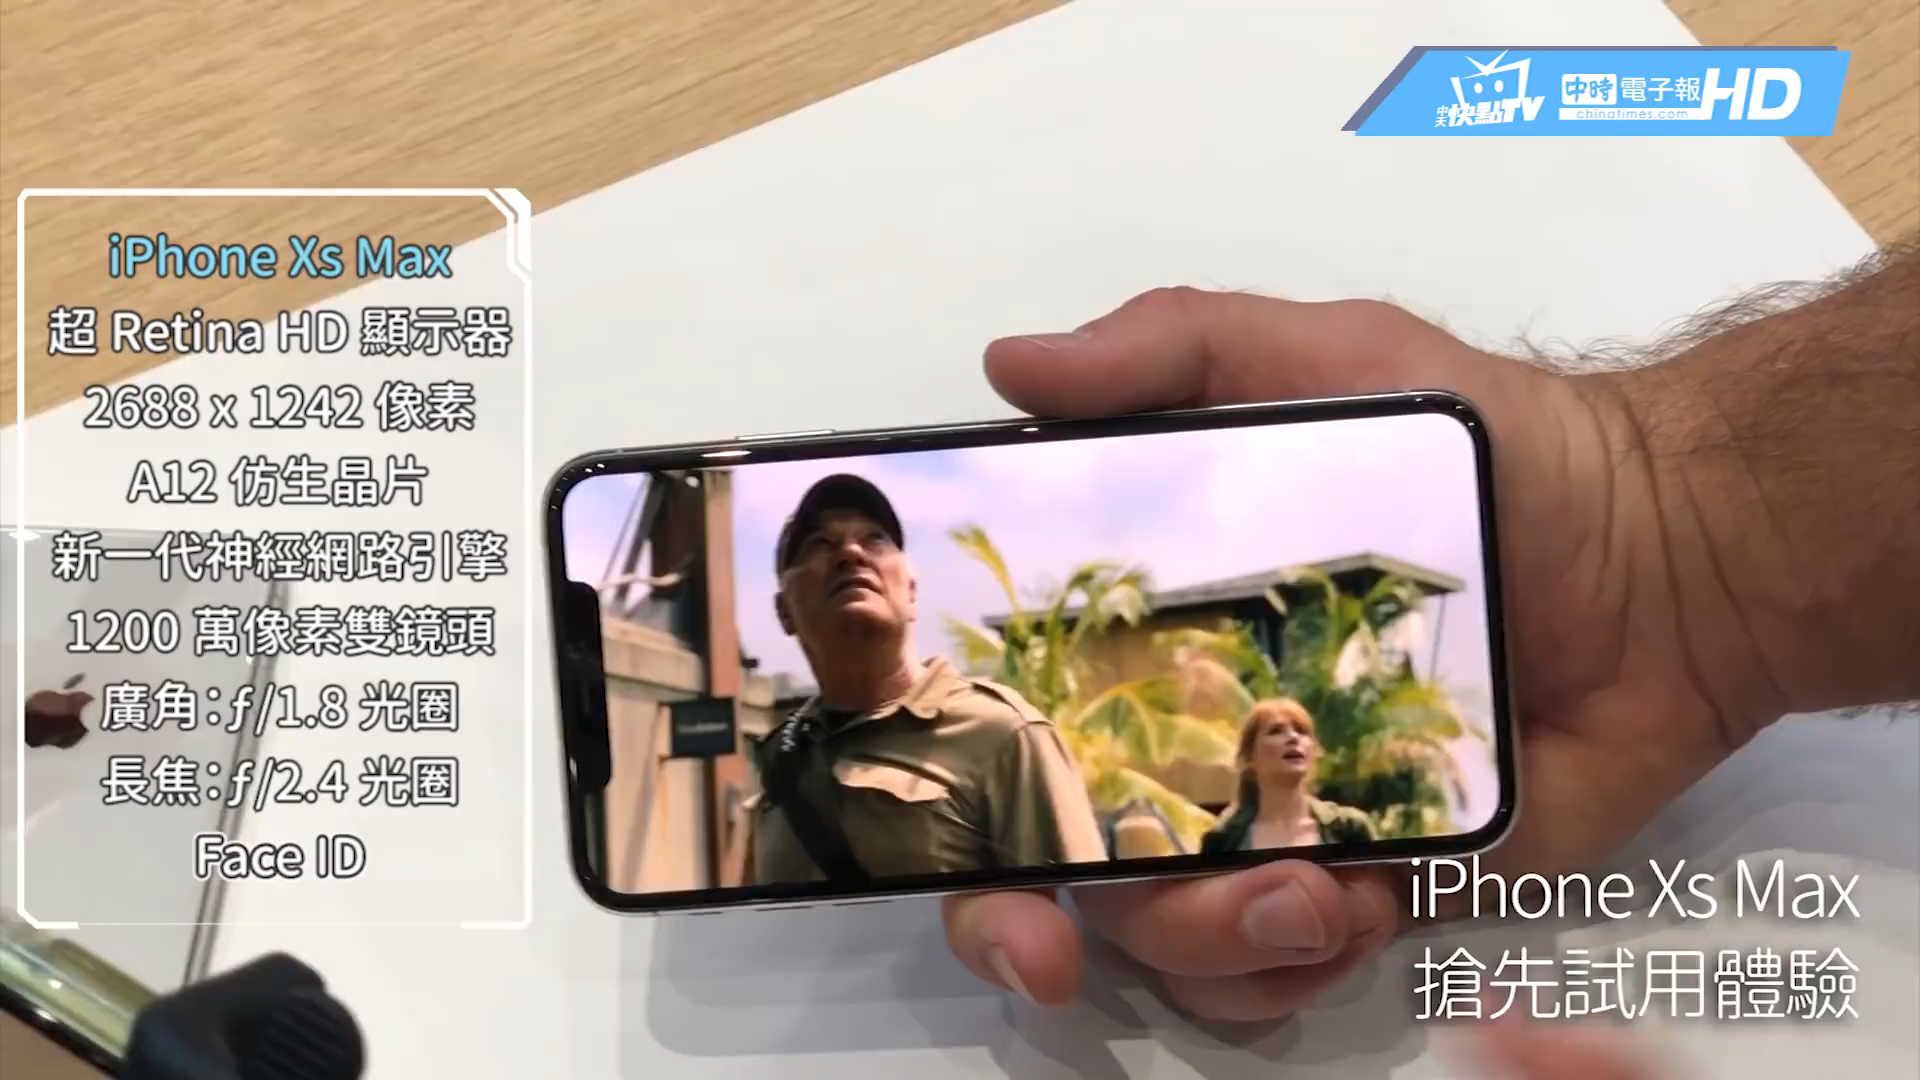 中天快點TV
中時電子報HD
chinatimes.com
iPhone Xs Max
超 Retina HD 顯示器
2688 x 1242 像素
A12 仿生晶片
新一代神經網路引擎
1200 萬像素雙鏡頭
廣角：ƒ/1.8 光圈
長焦：ƒ/2.4 光圈
Face ID
iPhone Xs Max
搶先試用體驗